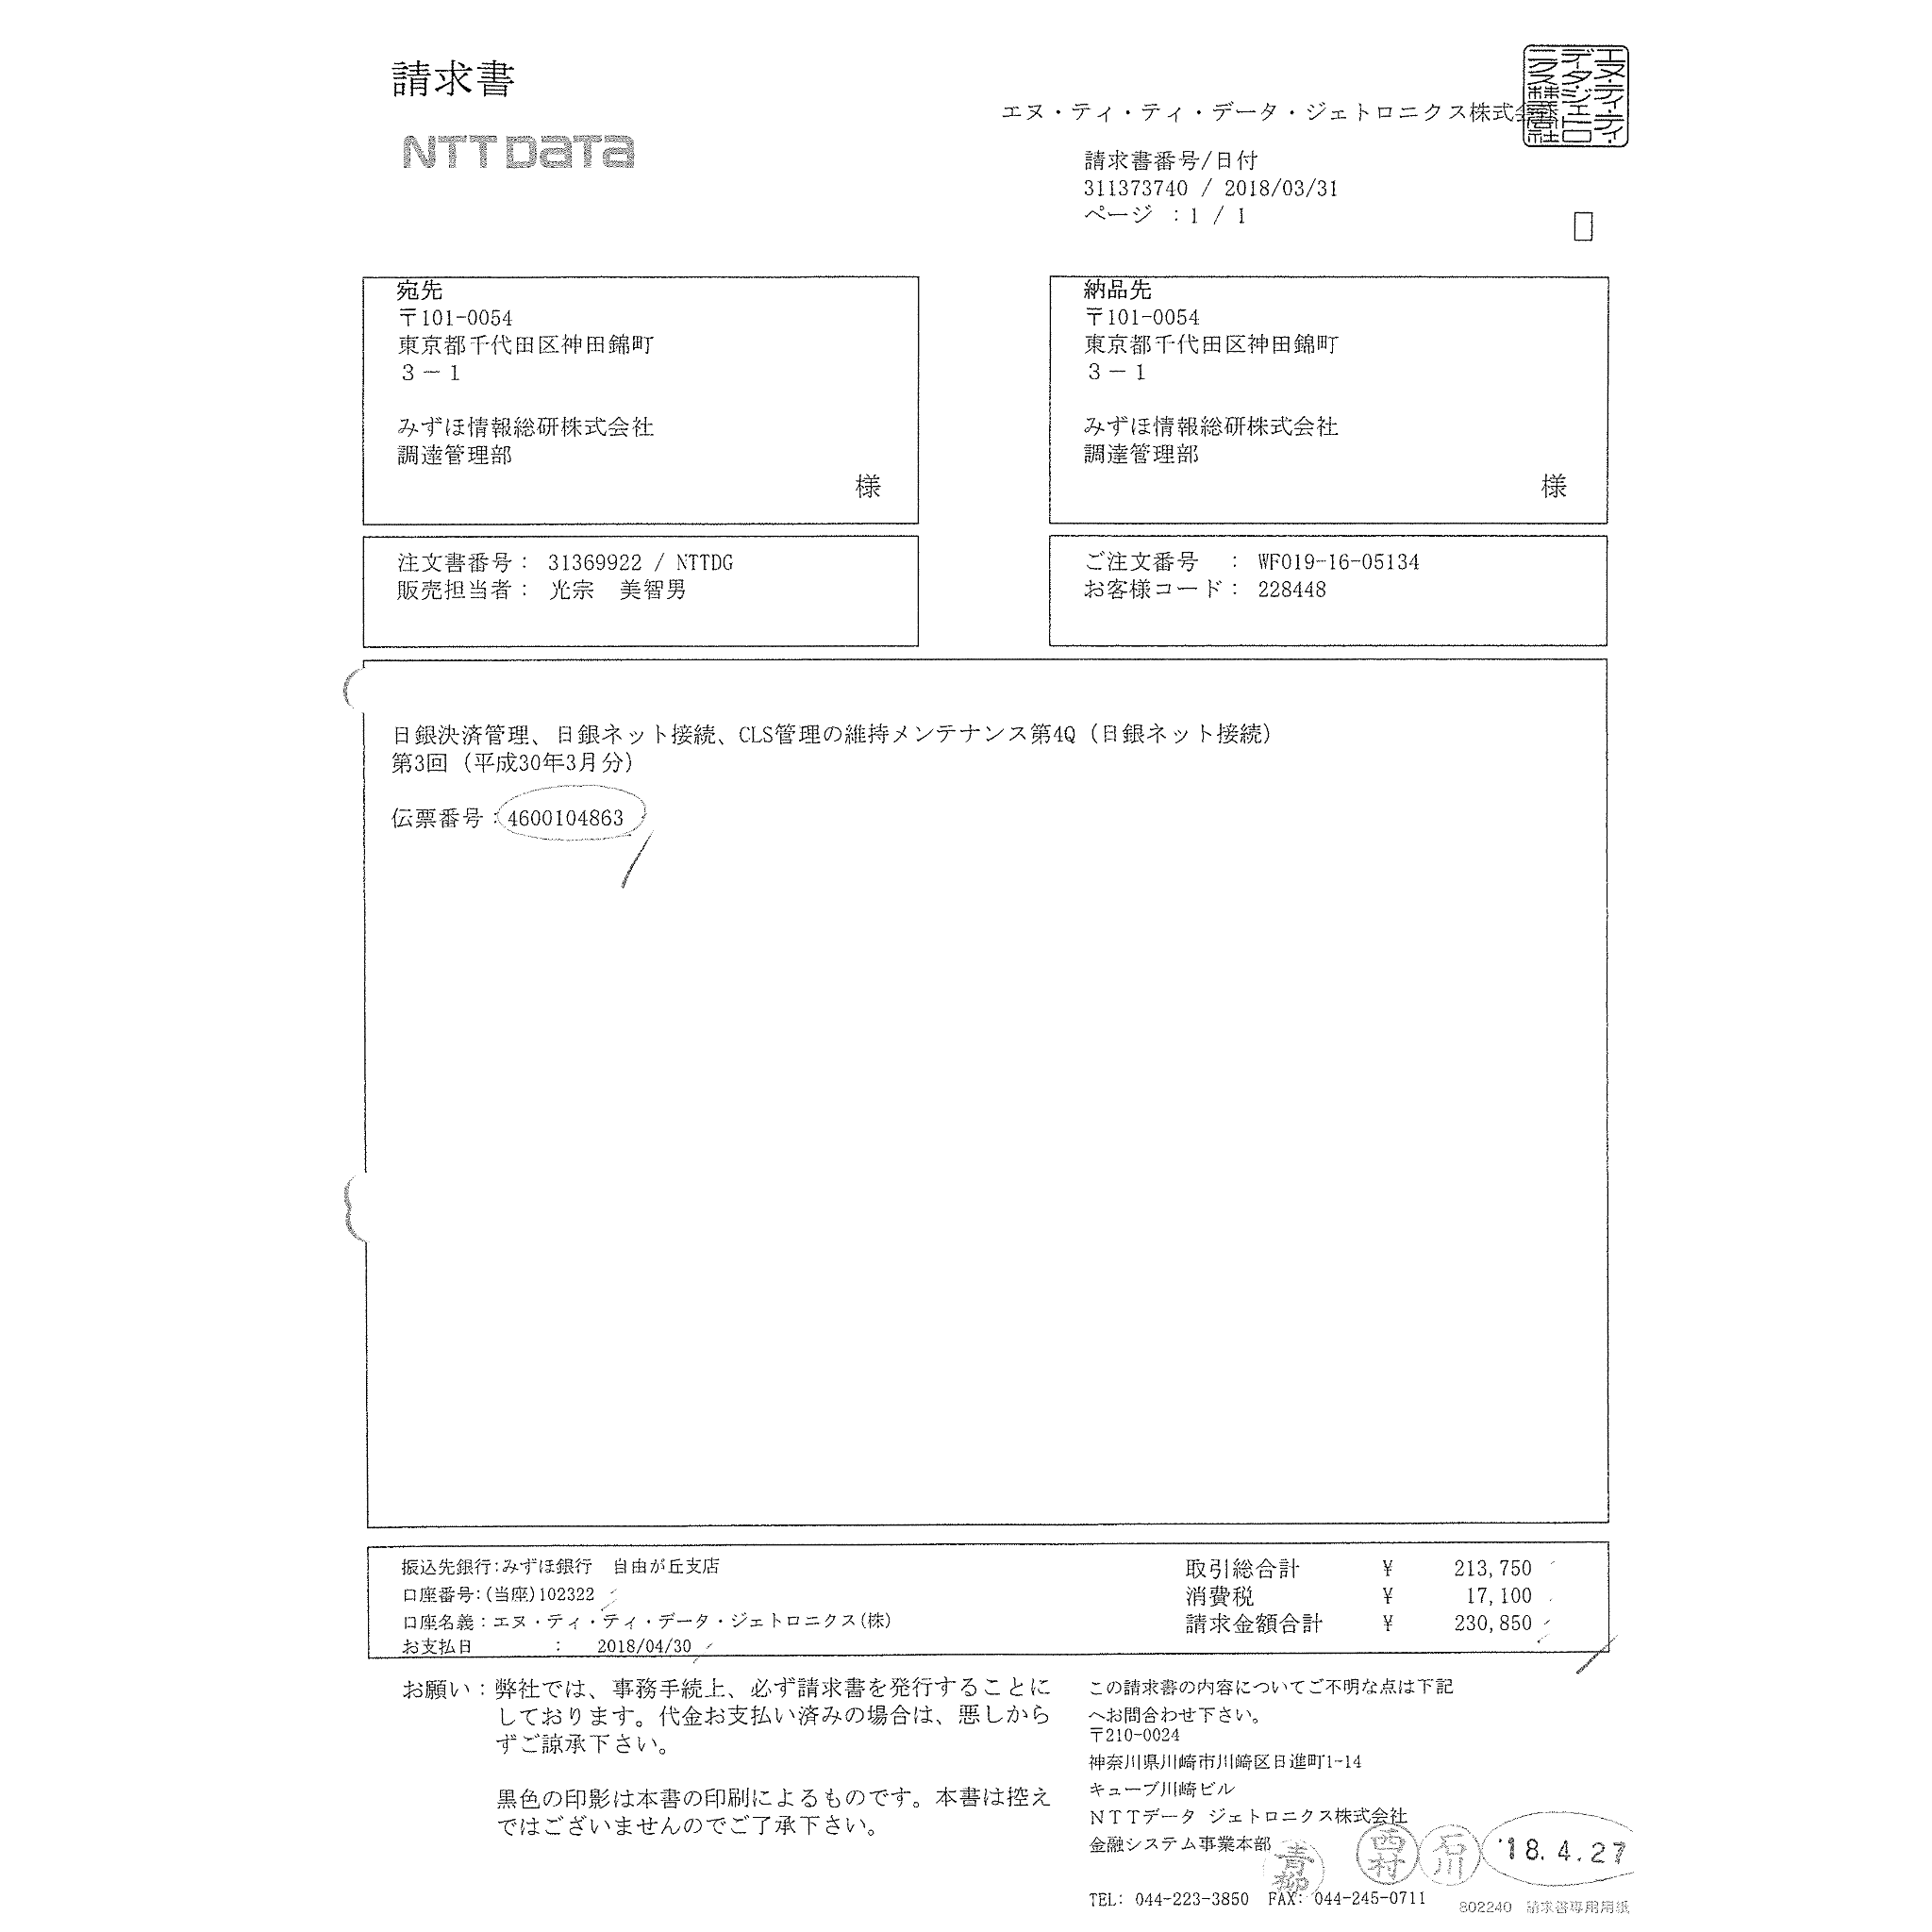 請求書
NTT DATA
エヌ・ティ・ティ・データ・ジェトロニクス株式会
請求書番号/日付
311373740 / 2018/03/31
ページ :1 / 1
宛先
〒101-0054
東京都千代田区神田錦町
3-1
みずほ情報総研株式会社
調達管理部
様
納品先
〒101-0054
東京都千代田区神田錦町
3-1
みずほ情報総研株式会社
調達管理部
様
注文書番号: 31369922 / NTTDG
販売担当者: 光宗 美智男
ご注文番号 : WF019-16-05134
お客様コード: 228448
日銀決済管理、日銀ネット接続、CLS管理の維持メンテナンス第4Q(日銀ネット接続)
第3回(平成30年3月分)
伝票番号:4600104863
振込先銀行:みずほ銀行 自由が丘支店
口座番号:(当座)102322
口座名義:エヌ・ティ・ティ・データ・ジェトロニクス(株)
お支払日 : 2018/04/30
取引総合計 ¥ 213,750
消費税 ¥ 17,100
請求金額合計 ¥ 230,850
お願い:弊社では、事務手続上、必ず請求書を発行することに
しております。代金お支払い済みの場合は、悪しから
ずご諒承下さい。
黒色の印影は本書の印刷によるものです。本書は控え
ではございませんのでご了承下さい。
この請求書の内容についてご不明な点は下記
へお問合わせ下さい。
〒210-0024
神奈川県川崎市川崎区日進町1-14
キューブ川崎ビル
NTTデータ ジェトロニクス株式会社
金融システム事業本部
青柳
西村
石川
'18.4.27
TEL: 044-223-3850 FAX: 044-245-0711
802240 請求書専用用紙